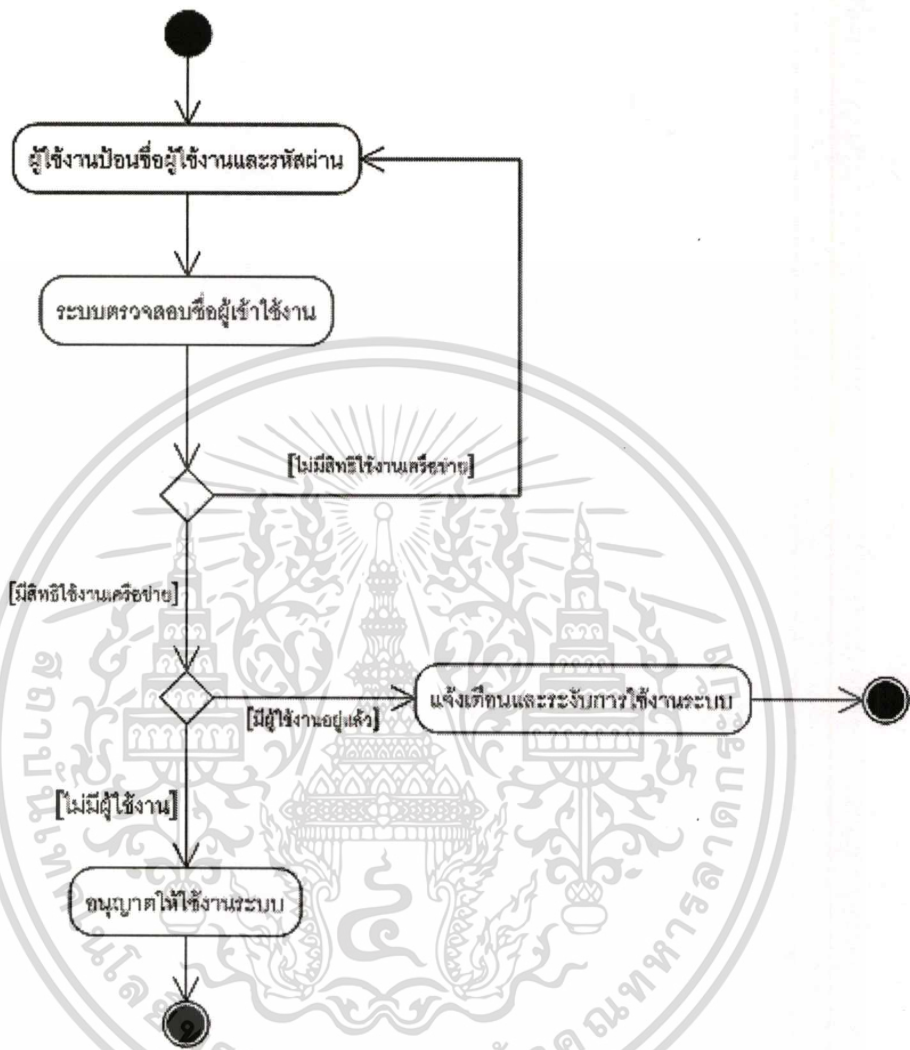 ผู้ใช้งานป้อนชื่อผู้ใช้งานและรหัสผ่าน
ระบบตรวจสอบชื่อผู้เข้าใช้งาน
[ไม่มีสิทธิใช้งานเครือข่าย]
[มีสิทธิใช้งานเครือข่าย]
[มีผู้ใช้งานอยู่แล้ว]
แจ้งเตือนและระงับการใช้งานระบบ
[ไม่มีผู้ใช้งาน]
อนุญาตให้ใช้งานระบบ